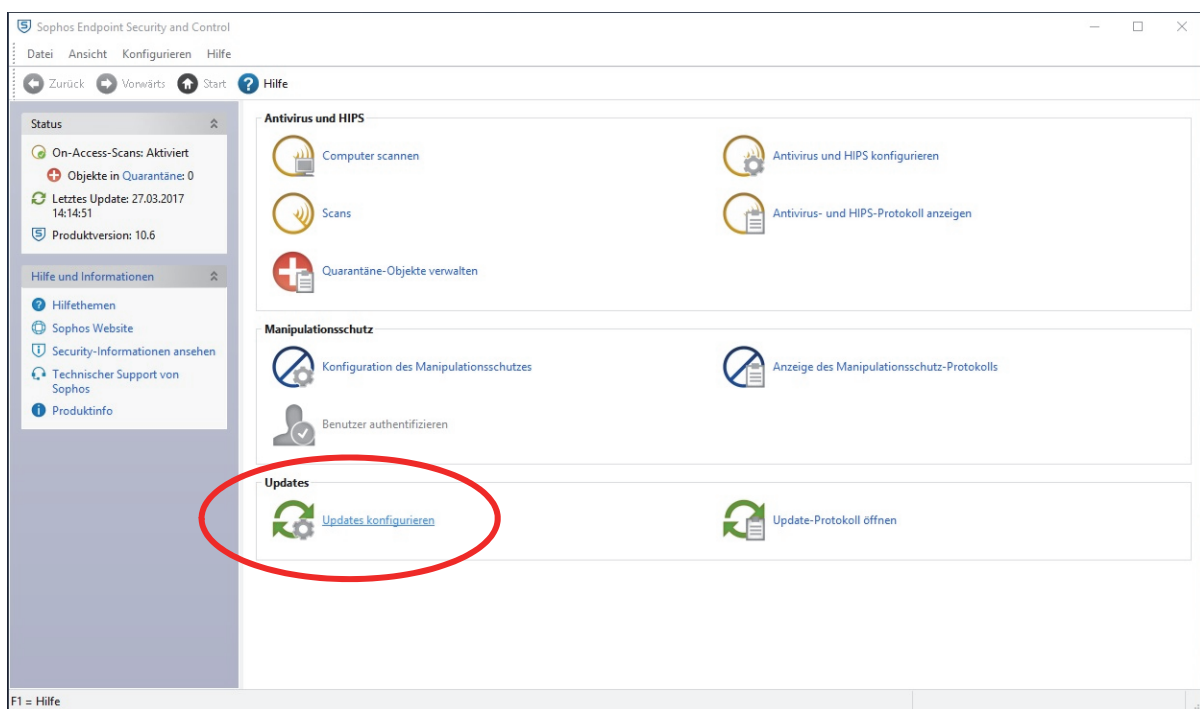 Sophos Endpoint Security and Control
Datei Ansicht Konfigurieren Hilfe
Zurück Vorwärts Start Hilfe
Status
On-Access-Scans: Aktiviert
Objekte in Quarantäne: 0
Letztes Update: 27.03.2017
14:14:51
Produktversion: 10.6
Hilfe und Informationen
Hilfethemen
Sophos Website
Security-Informationen ansehen
Technischer Support von
Sophos
Produktinfo
Antivirus und HIPS
Computer scannen
Antivirus und HIPS konfigurieren
Scans
Antivirus- und HIPS-Protokoll anzeigen
Quarantäne-Objekte verwalten
Manipulationsschutz
Konfiguration des Manipulationsschutzes
Anzeige des Manipulationsschutz-Protokolls
Benutzer authentifizieren
Updates
Updates konfigurieren
Update-Protokoll öffnen
F1 = Hilfe